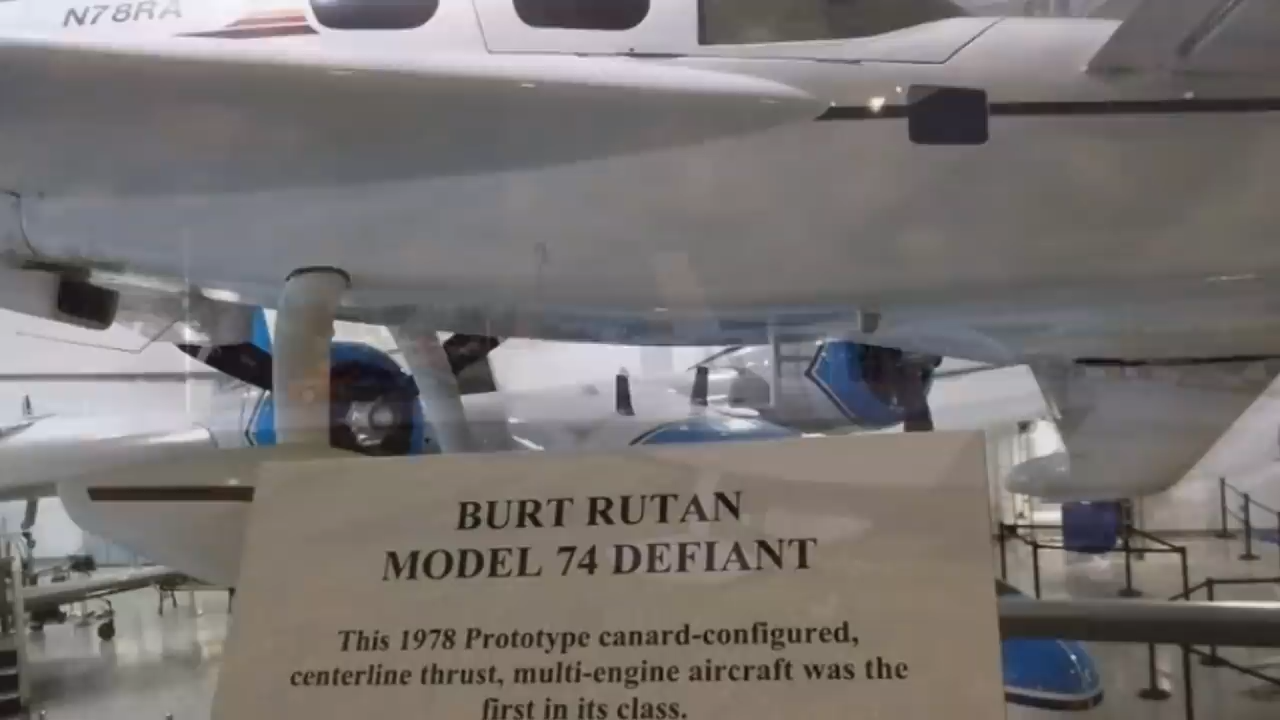 N78RA
BURT RUTAN
MODEL 74 DEFIANT
This 1978 Prototype canard-configured,
centerline thrust, multi-engine aircraft was the
first in its class.